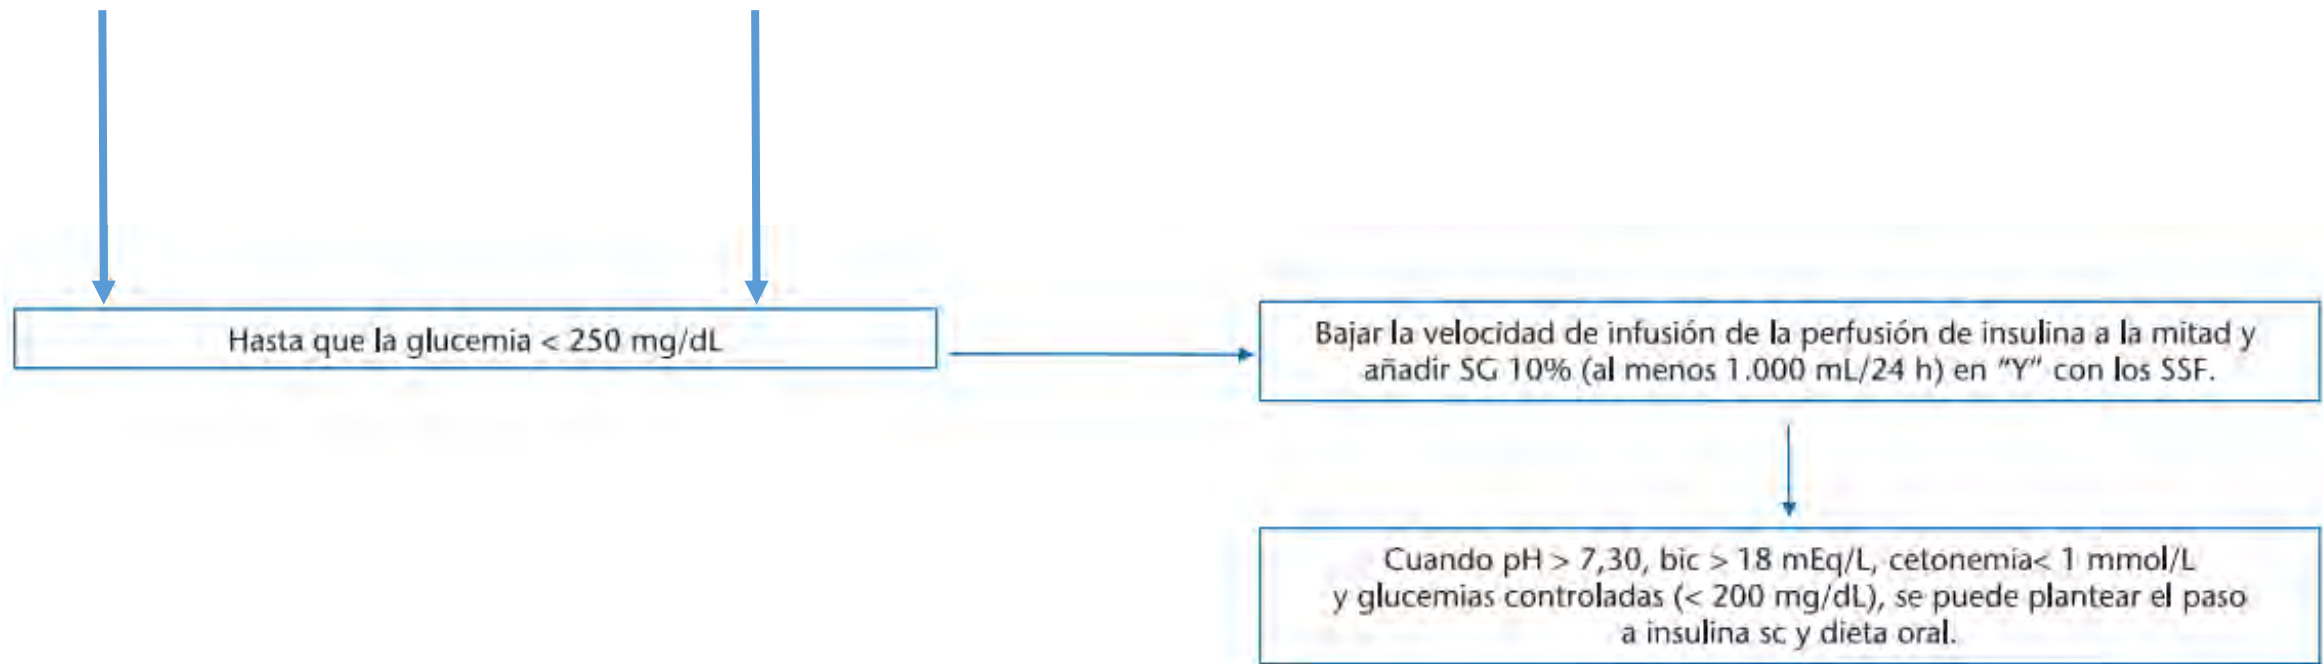 Hasta que la glucemia < 250 mg/dL
Bajar la velocidad de infusión de la perfusión de insulina a la mitad y
añadir SG 10% (al menos 1.000 mL/24 h) en "Y" con los SSF.
Cuando pH > 7,30, bic > 18 mEq/L, cetonemia< 1 mmol/L
y glucemias controladas (< 200 mg/dL), se puede plantear el paso
a insulina sc y dieta oral.